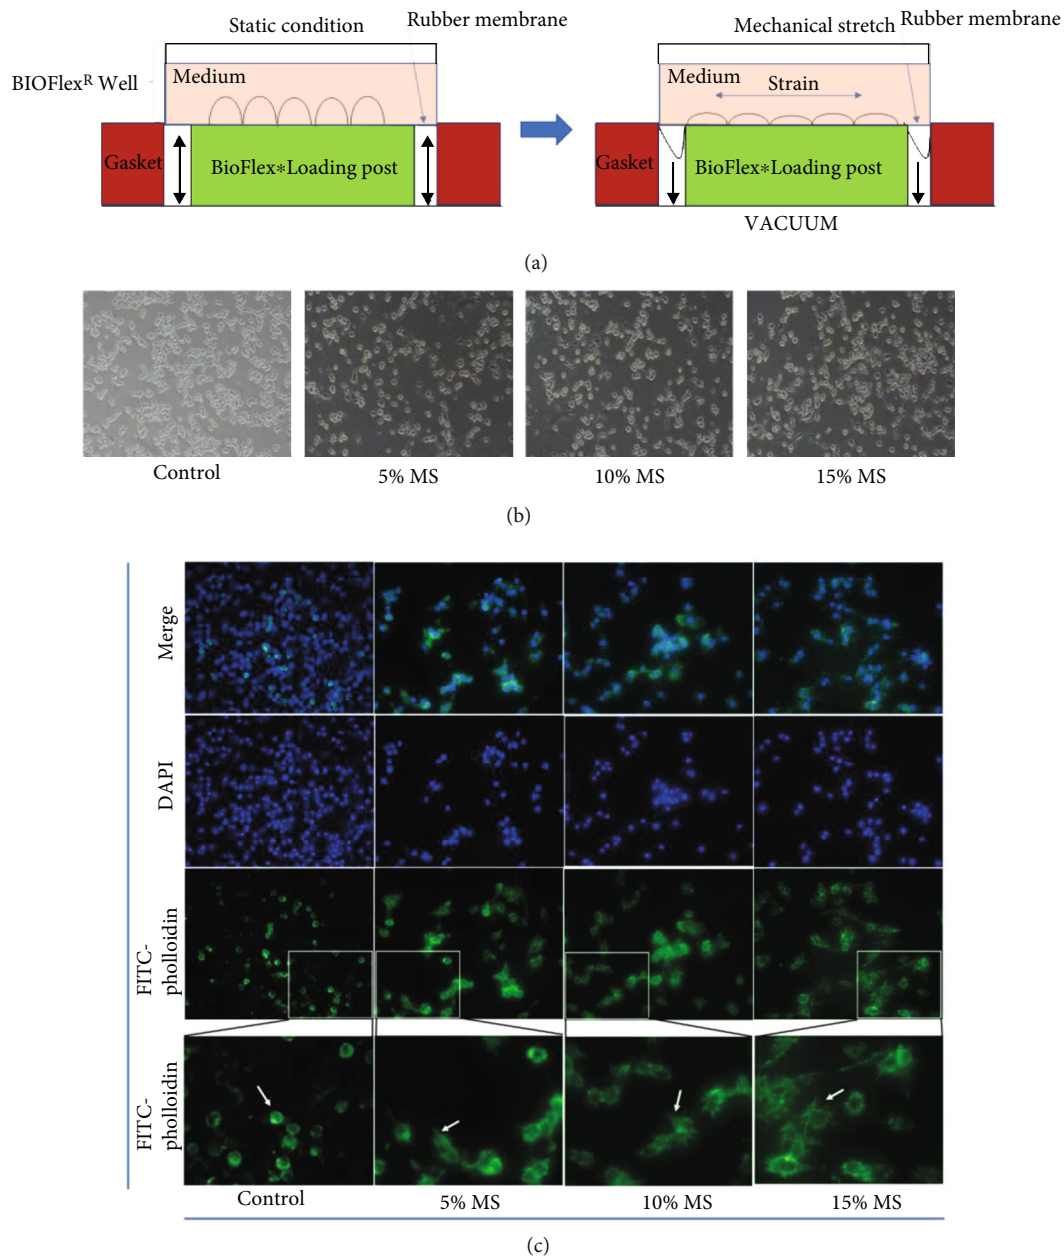 Static condition
Rubber membrane
BIOFlexᴿ Well
Medium
Gasket
BioFlex*Loading post
Mechanical stretch
Rubber membrane
Medium
Strain
Gasket
BioFlex*Loading post
VACUUM
(a)
Control
5% MS
10% MS
15% MS
(b)
Merge
DAPI
FITC-
pholloidin
FITC-
pholloidin
Control
5% MS
10% MS
15% MS
(c)